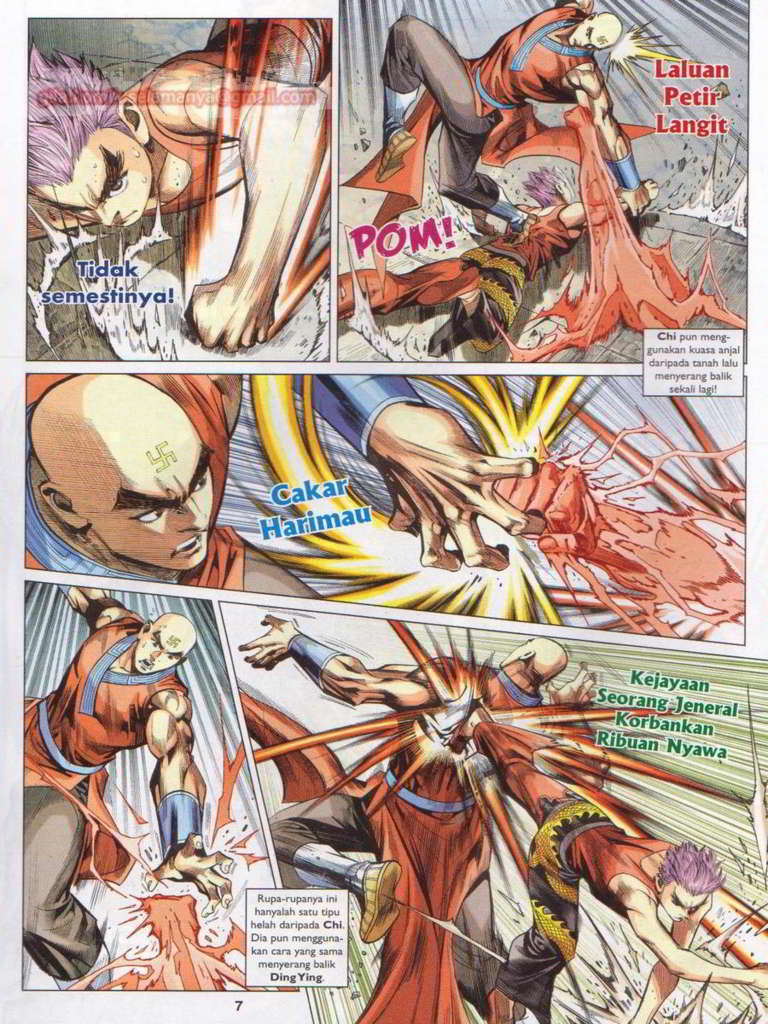 Tidak
semestinya!
Laluan
Petir
Langit
POM!
Chi pun meng-
gunakan kuasa anjal
daripada tanah lalu
menyerang balik
sekali lagi!
Cakar
Harimau
Kejayaan
Seorang Jeneral
Korbankan
Ribuan Nyawa
Rupa-rupanya ini
hanyalah satu tipu
helah daripada Chi.
Dia pun mengguna-
kan cara yang sama
menyerang balik
Ding Ying.
7